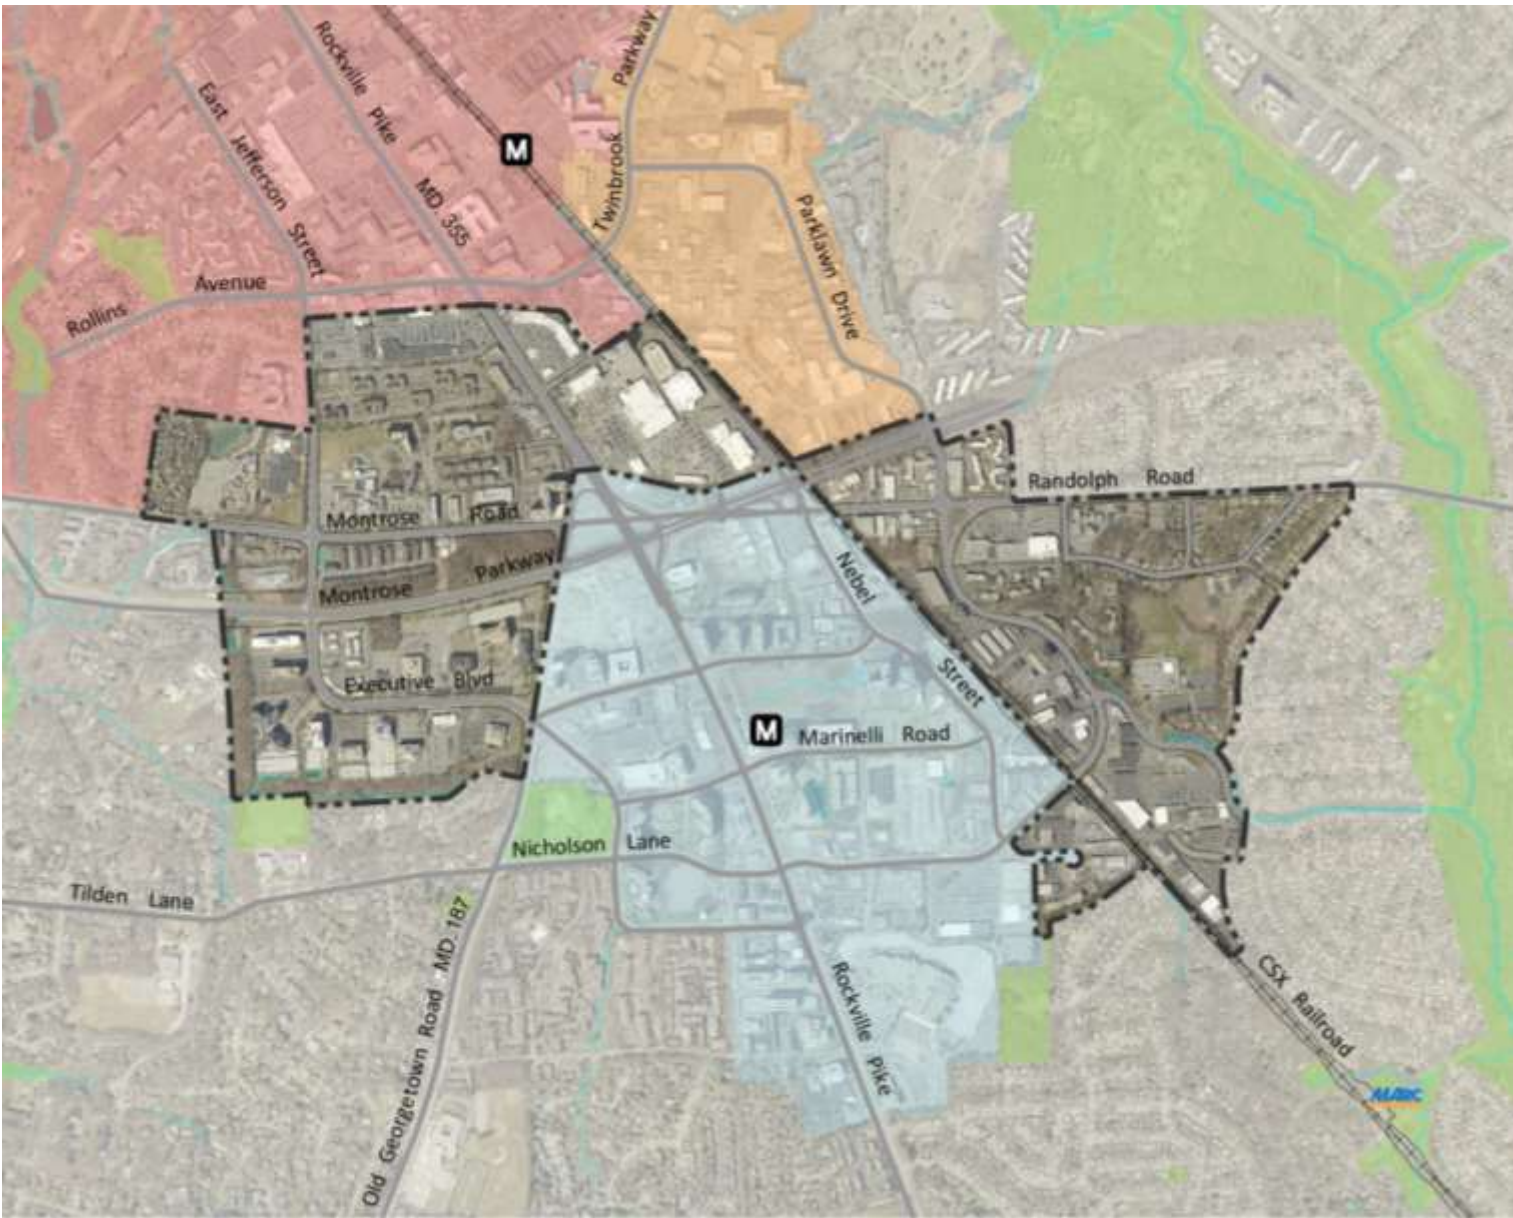 Parkway
Rockville Pike
MD 355
East Jefferson Street
M
Twinbrook
Parklawn Drive
Rollins Avenue
Randolph Road
Montrose Road
Montrose Parkway
Nebel Street
Executive Blvd
M
Marinelli Road
Nicholson Lane
Tilden Lane
Old Georgetown Road MD 187
Rockville Pike
CSX Railroad
MARC